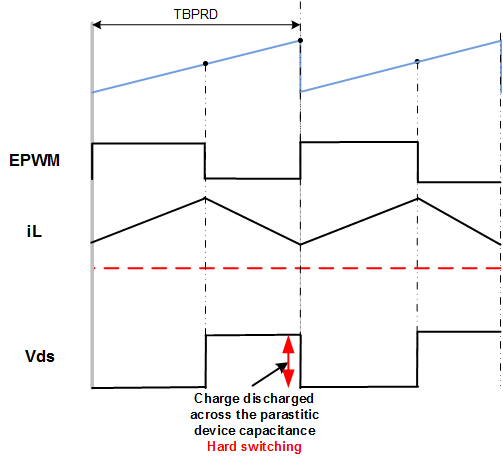 TBPRD
EPWM
iL
Vds
Charge discharged
across the parastitic
device capacitance
Hard switching